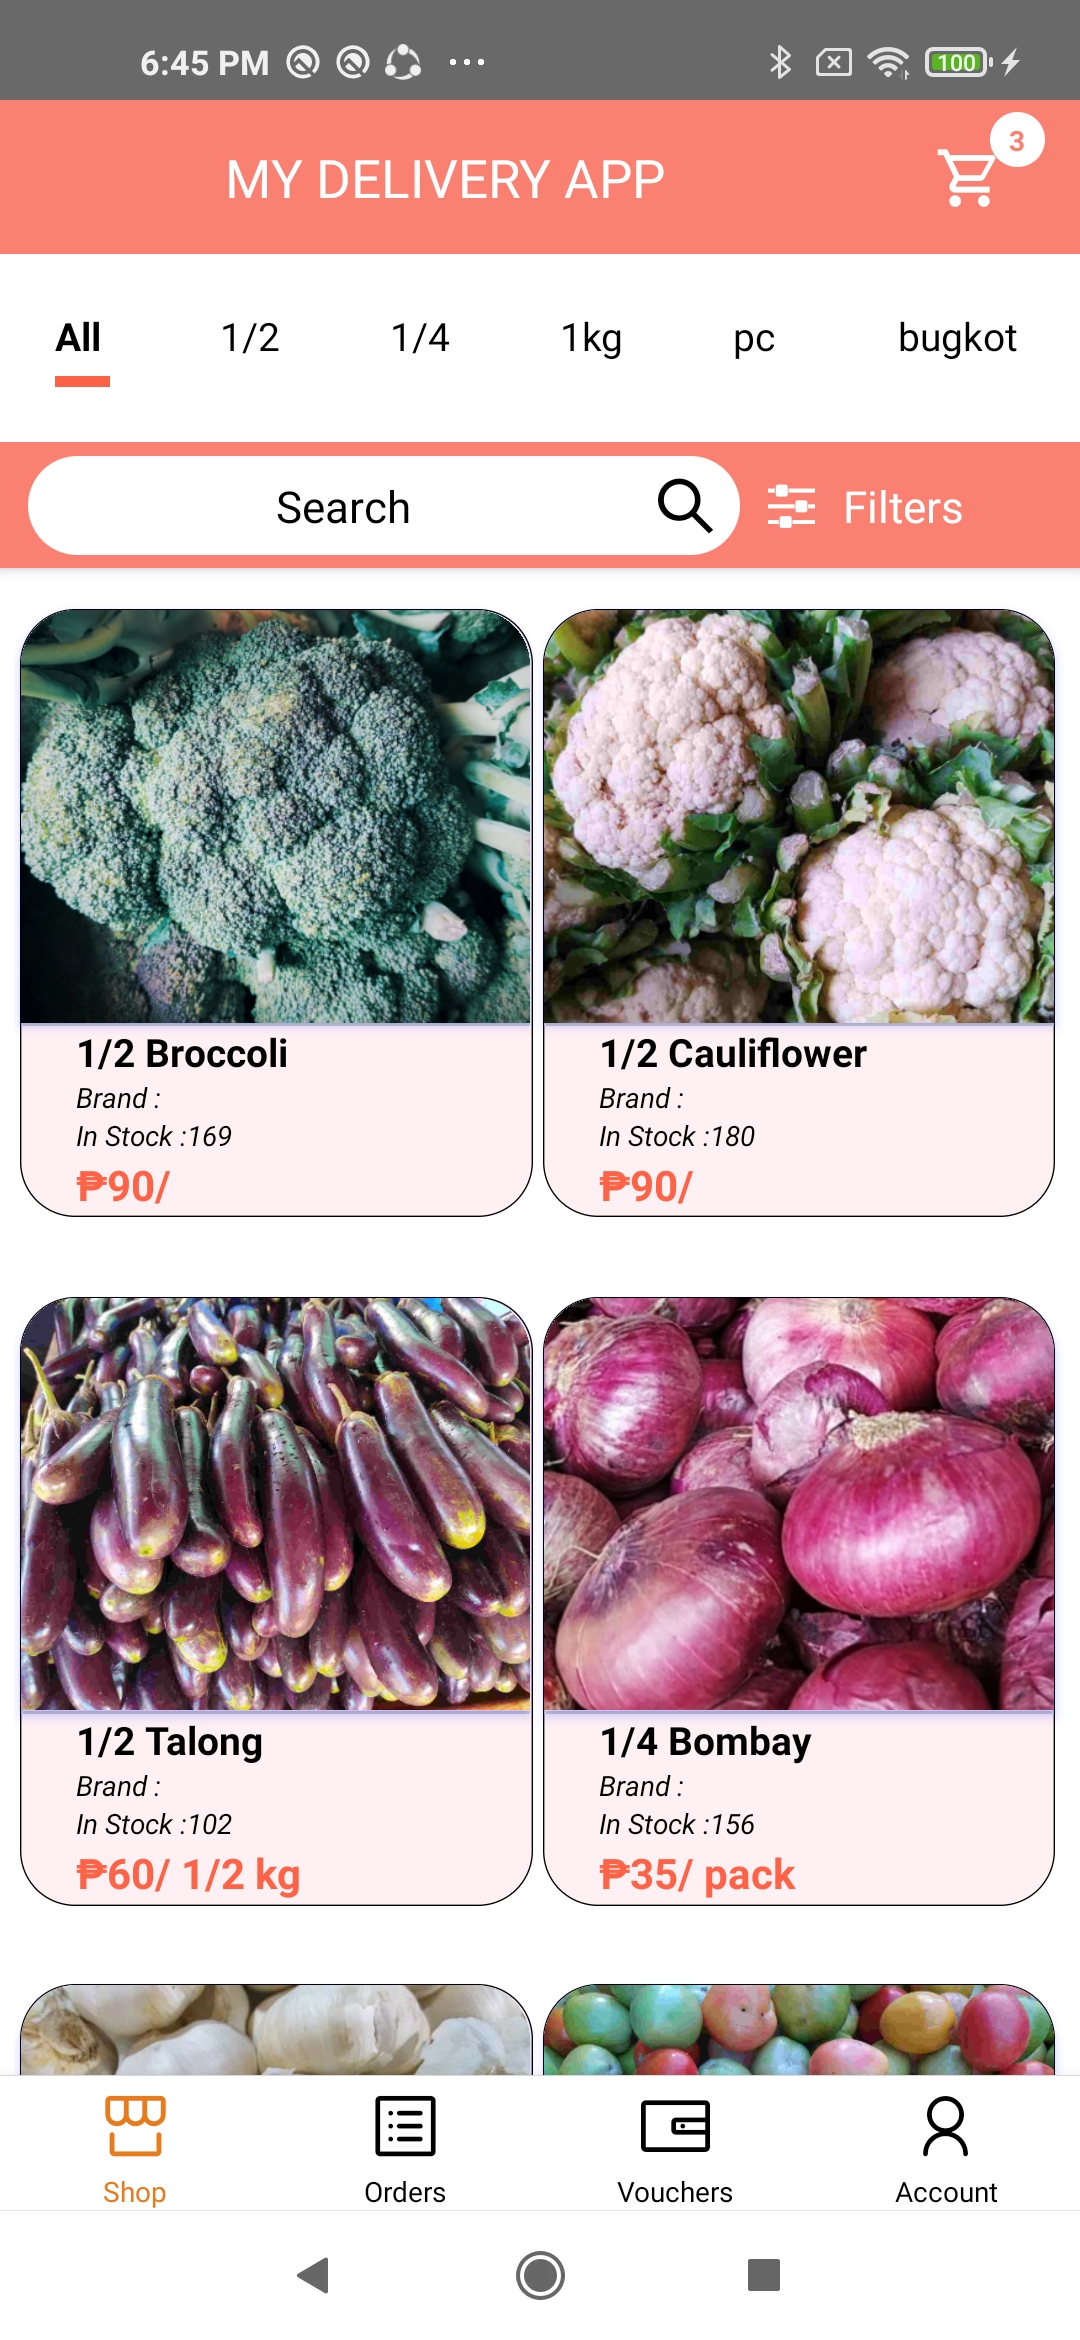 6:45 PM
100
MY DELIVERY APP
3
All 1/2 1/4 1kg pc bugkot
Search
Filters
1/2 Broccoli
Brand :
In Stock :169
₱90/
1/2 Cauliflower
Brand :
In Stock :180
₱90/
1/2 Talong
Brand :
In Stock :102
₱60/ 1/2 kg
1/4 Bombay
Brand :
In Stock :156
₱35/ pack
Shop
Orders
Vouchers
Account